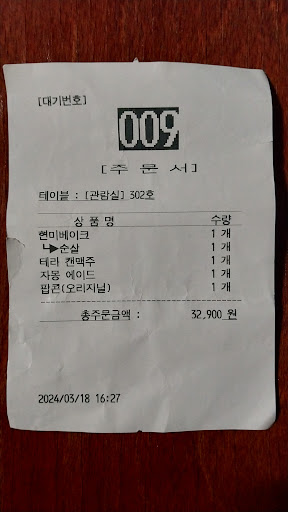 [대기번호]
009
[주 문 서]
테이블 : [관람실] 302호
상 품 명 수량
현미베이크 1 개
┗▶순살 1 개
테라 캔맥주 1 개
자몽 에이드 1 개
팝콘(오리지널) 1 개
총주문금액 : 32,900 원
2024/03/18 16:27